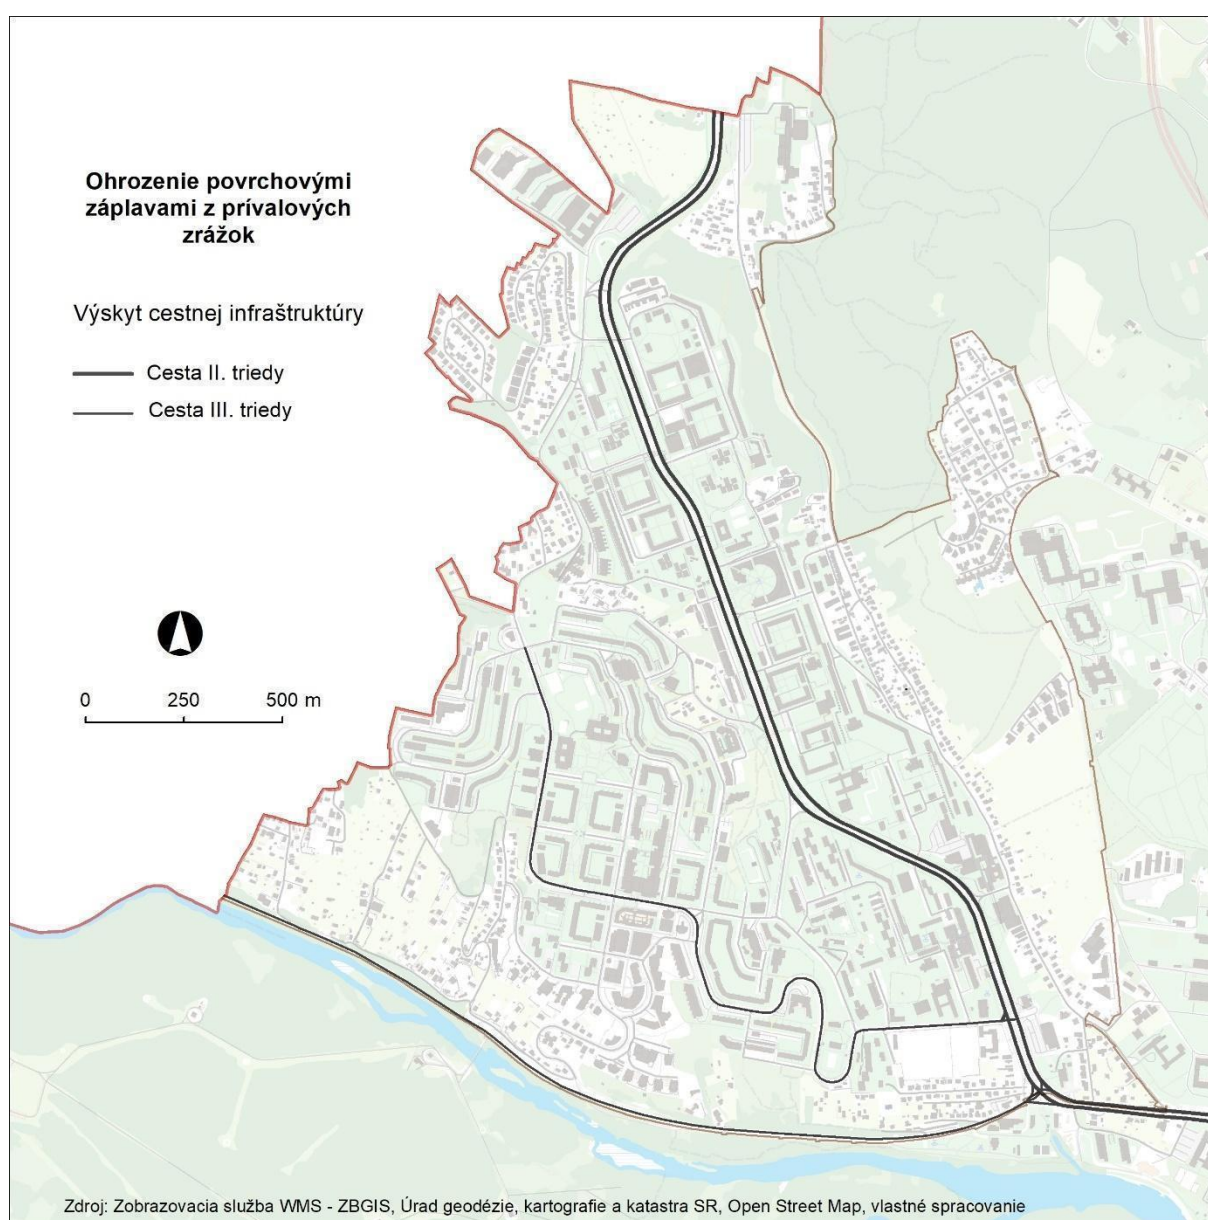 Ohrozenie povrchovými
záplavami z prívalových
zrážok
Výskyt cestnej infraštruktúry
Cesta II. triedy
Cesta III. triedy
0 250 500 m
Zdroj: Zobrazovacia služba WMS - ZBGIS, Úrad geodézie, kartografie a katastra SR, Open Street Map, vlastné spracovanie